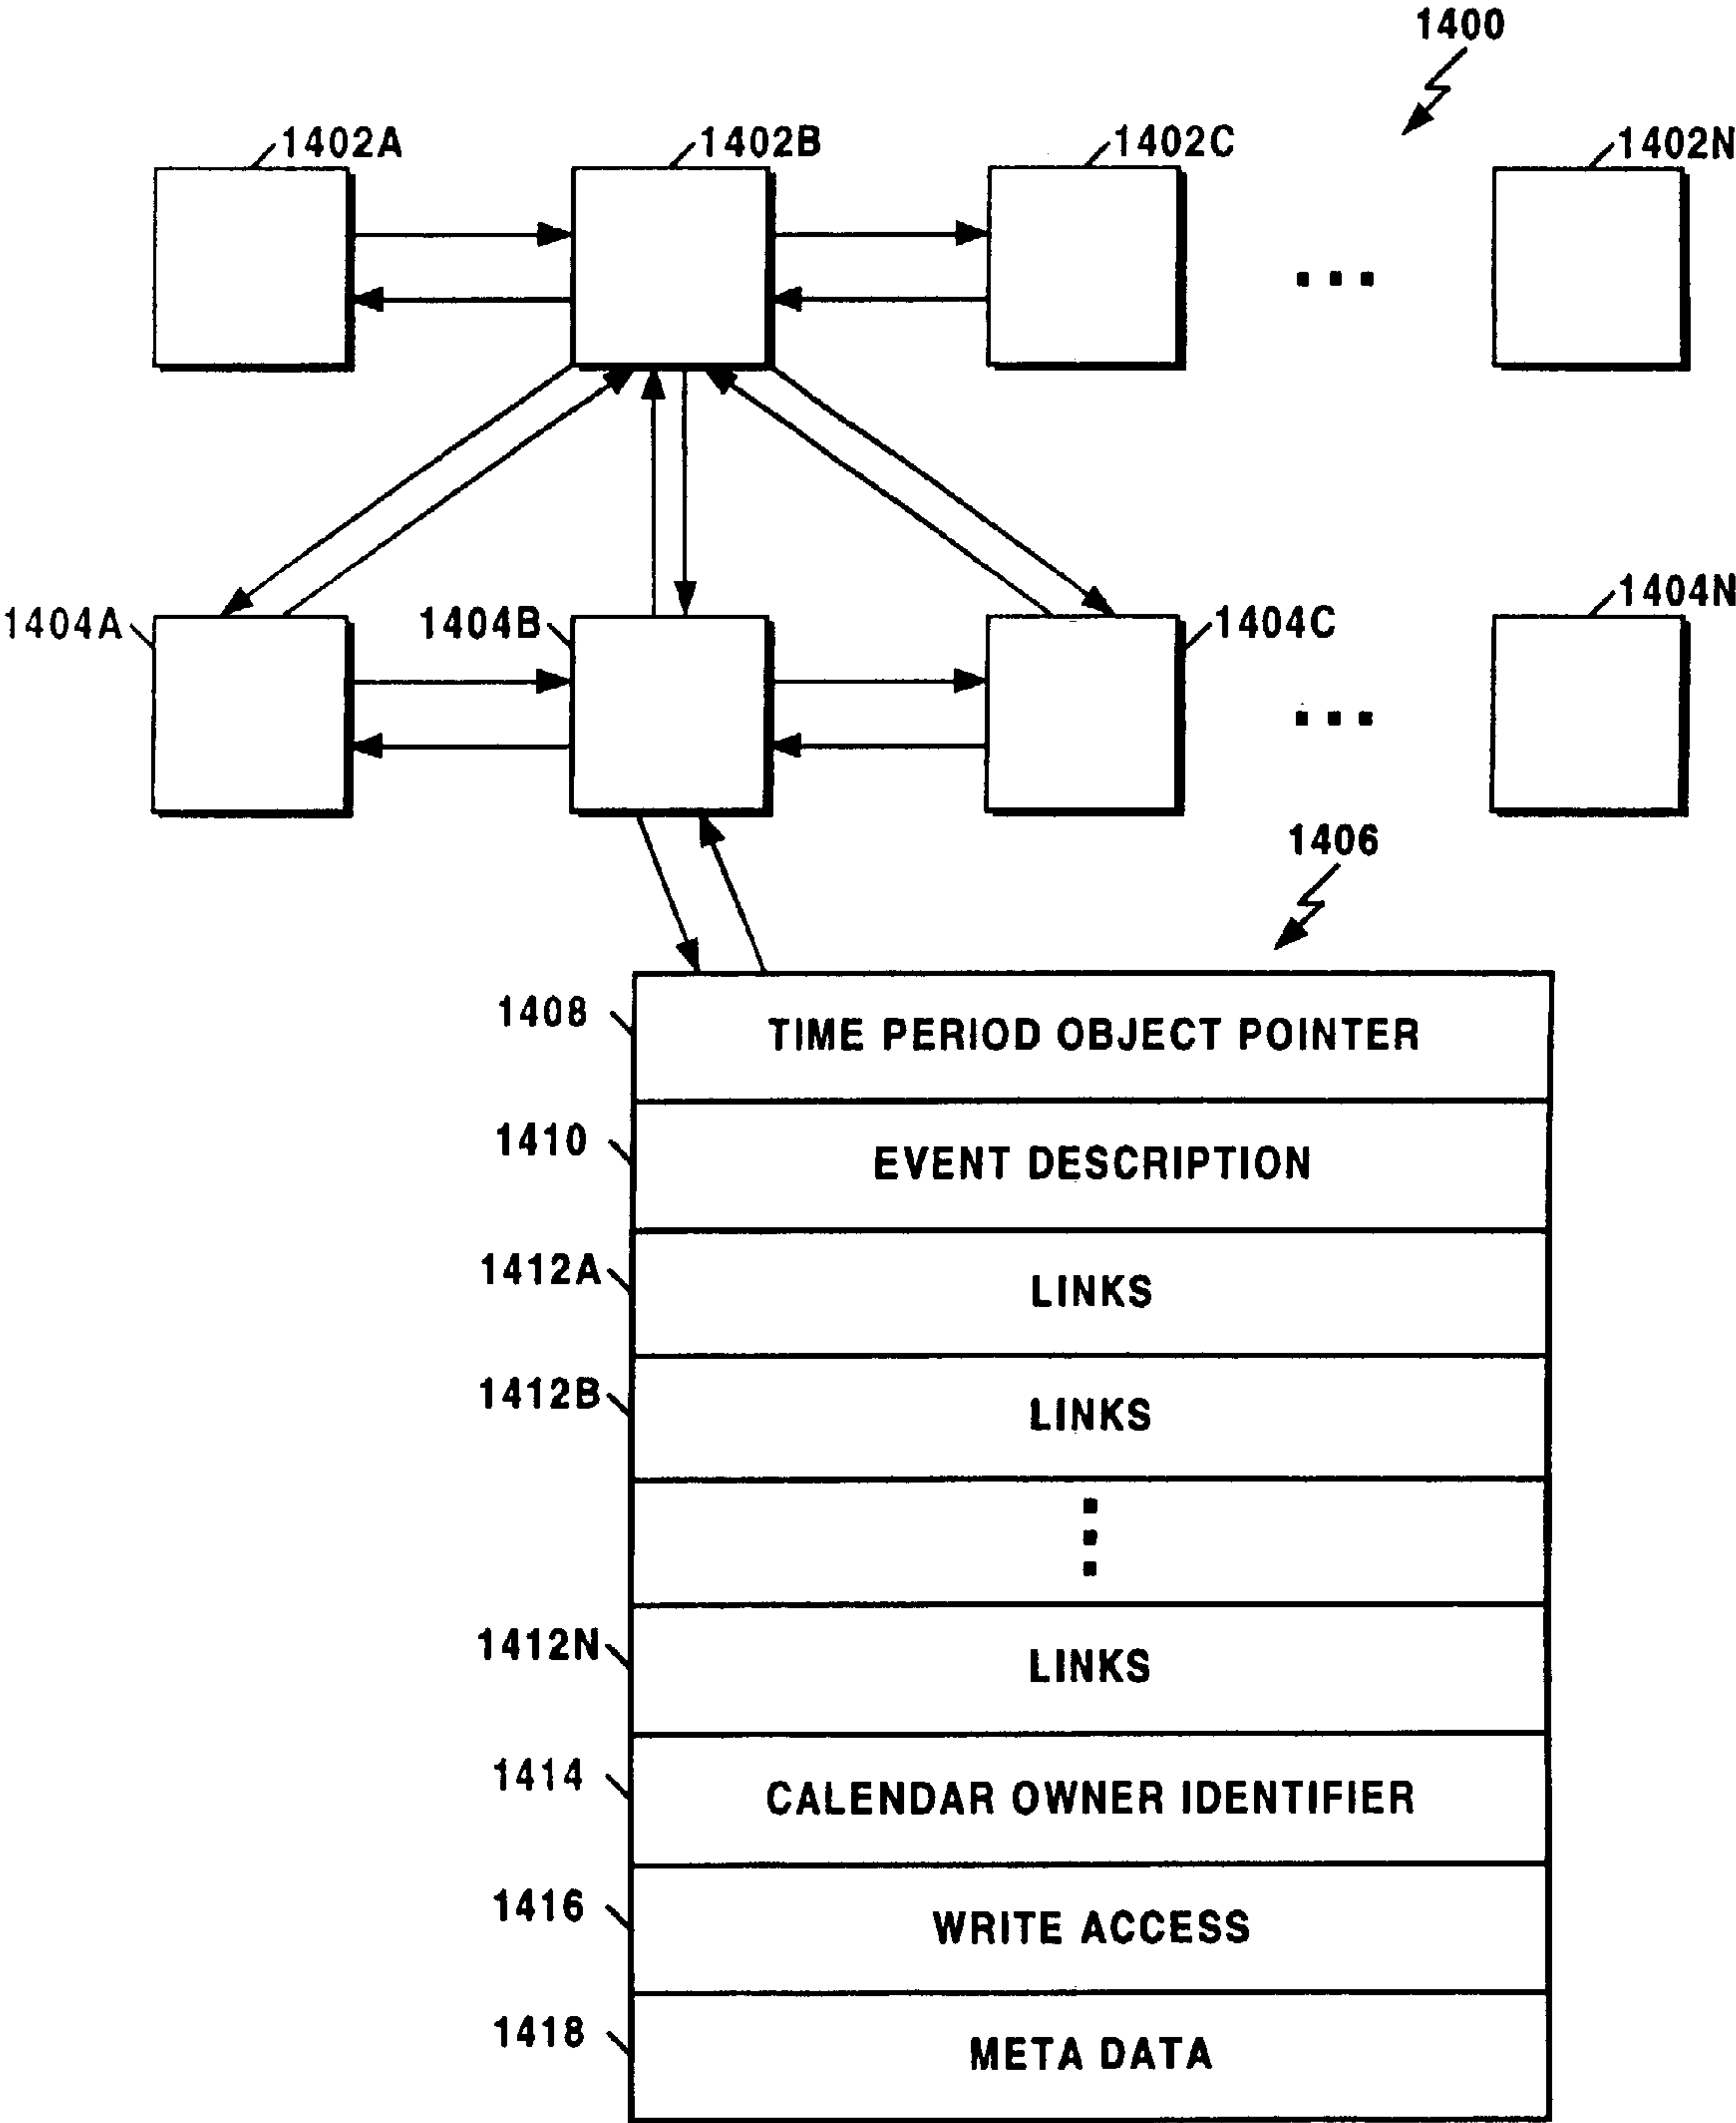 1400
1402A 1402B 1402C 1402N
1404A 1404B 1404C 1404N
1406
1408 TIME PERIOD OBJECT POINTER
1410 EVENT DESCRIPTION
1412A LINKS
1412B LINKS
1412N LINKS
1414 CALENDAR OWNER IDENTIFIER
1416 WRITE ACCESS
1418 META DATA